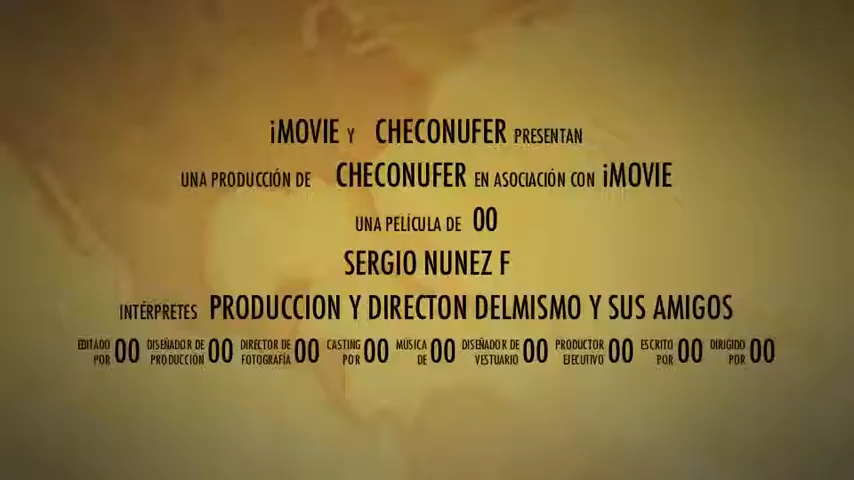 iMOVIE Y CHECONUFER PRESENTAN
UNA PRODUCCIÓN DE CHECONUFER EN ASOCIACIÓN CON iMOVIE
UNA PELÍCULA DE 00
SERGIO NUNEZ F
INTÉRPRETES PRODUCCION Y DIRECTON DELMISMO Y SUS AMIGOS
EDITADO POR 00 DISEÑADOR DE PRODUCCIÓN 00 DIRECTOR DE FOTOGRAFÍA 00 CASTING POR 00 MÚSICA DE 00 DISEÑADOR DE VESTUARIO 00 PRODUCTOR EJECUTIVO 00 ESCRITO POR 00 DIRIGIDO POR 00